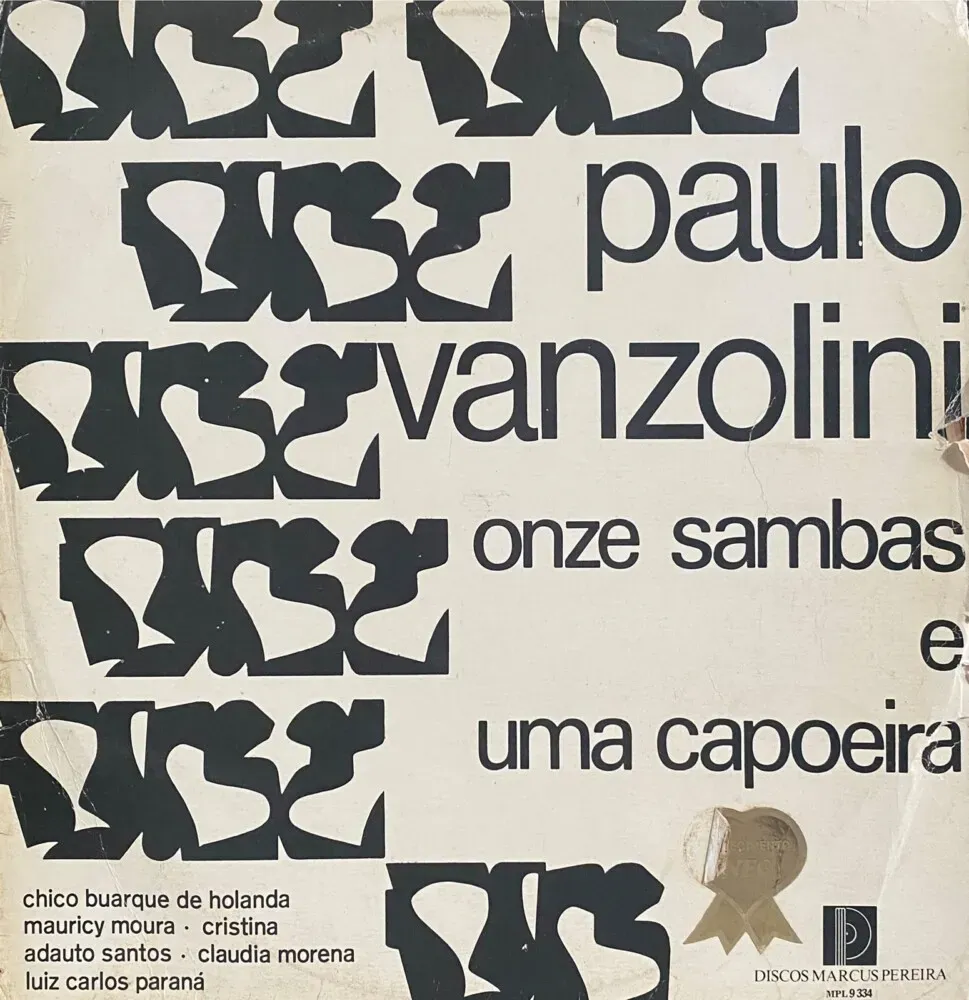 paulo
vanzolini
onze sambas
e
uma capoeira
chico buarque de holanda
mauricy moura · cristina
adauto santos · claudia morena
luiz carlos paraná
DISCOS MARCUS PEREIRA
MPL 9 334